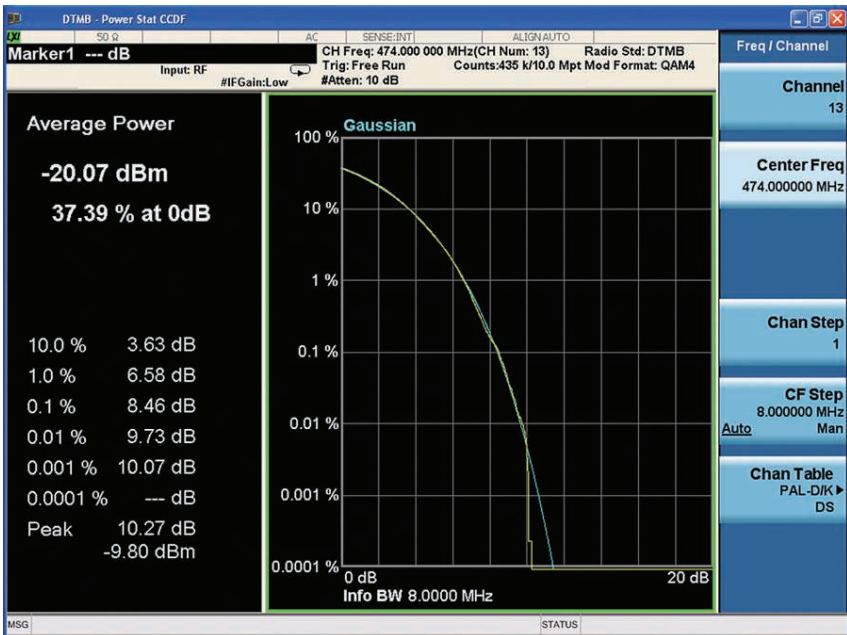 DTMB - Power Stat CCDF
LXI 50 Ω AC SENSE:INT ALIGN AUTO
Marker1 --- dB
Input: RF
#IFGain:Low
CH Freq: 474.000 000 MHz(CH Num: 13) Radio Std: DTMB
Trig: Free Run Counts:435 k/10.0 Mpt Mod Format: QAM4
#Atten: 10 dB
Average Power
-20.07 dBm
37.39 % at 0dB
10.0 % 3.63 dB
1.0 % 6.58 dB
0.1 % 8.46 dB
0.01 % 9.73 dB
0.001 % 10.07 dB
0.0001 % --- dB
Peak 10.27 dB
-9.80 dBm
Gaussian
100 %
10 %
1 %
0.1 %
0.01 %
0.001 %
0.0001 %
0 dB 20 dB
Info BW 8.0000 MHz
Freq / Channel
Channel
13
Center Freq
474.000000 MHz
Chan Step
1
CF Step
8.000000 MHz
Auto Man
Chan Table
PAL-D/K
DS
MSG STATUS